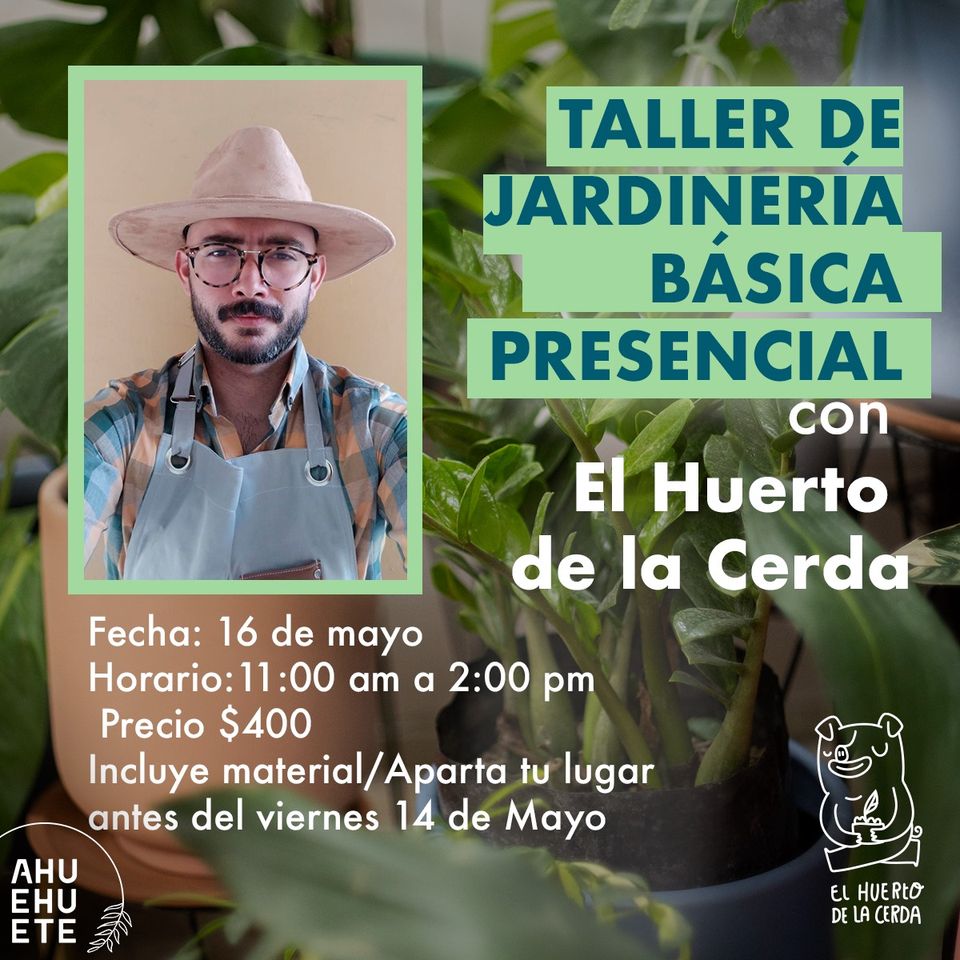 TALLER DE
JARDINERÍA
BÁSICA
PRESENCIAL
con
El Huerto
de la Cerda
Fecha: 16 de mayo
Horario:11:00 am a 2:00 pm
Precio $400
Incluye material/Aparta tu lugar
antes del viernes 14 de Mayo
AHU
EHU
ETE
EL HUERTO
DE LA CERDA